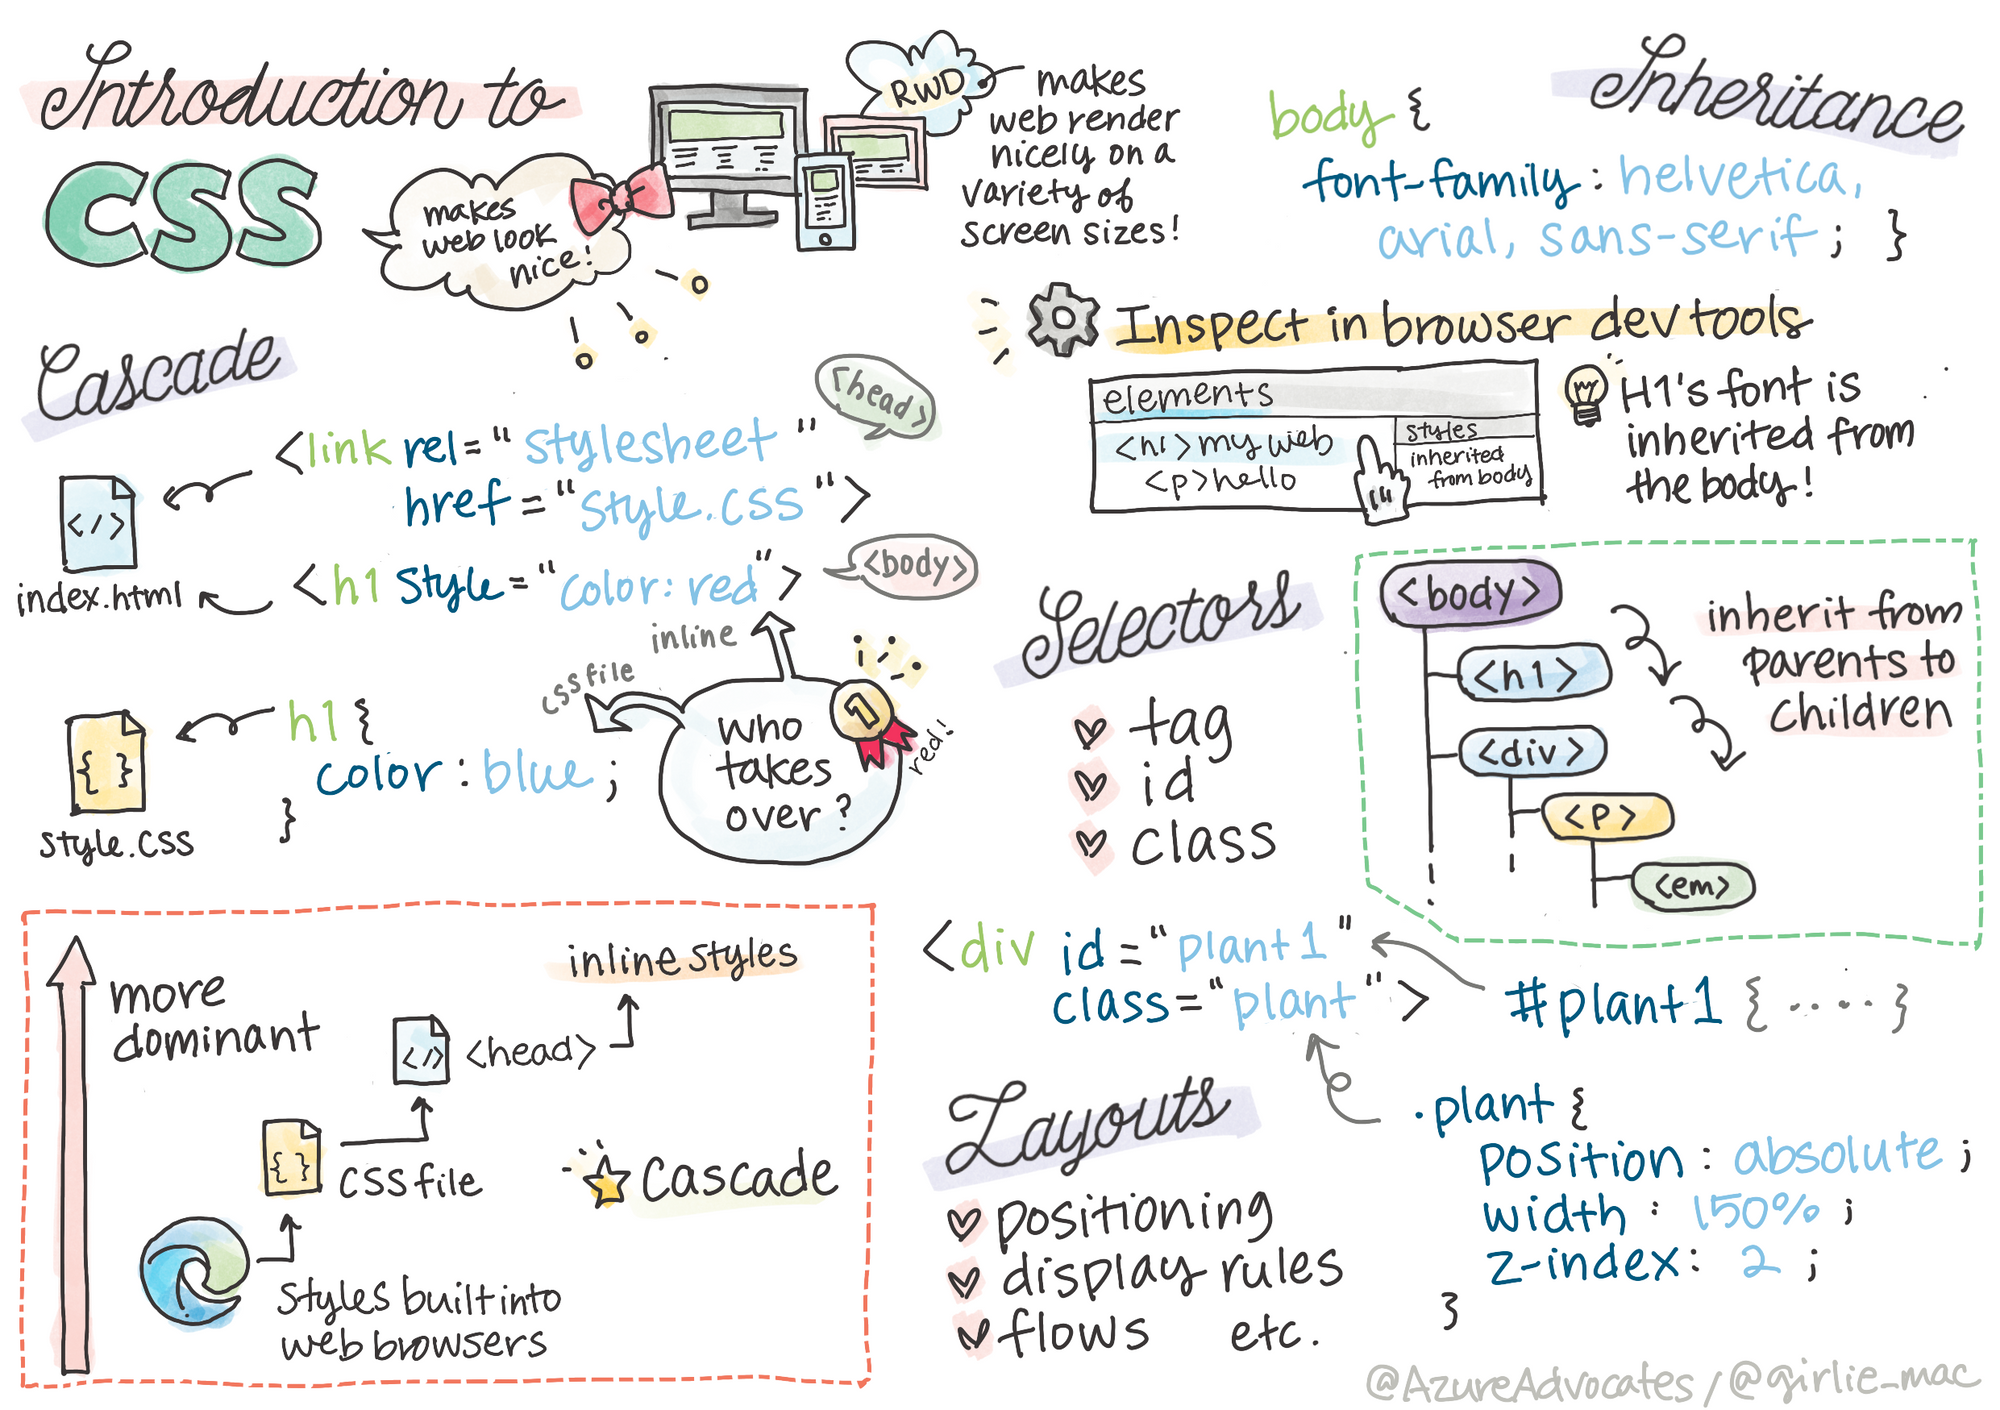 Introduction to
CSS
makes
web look
nice!
RWD
makes
web render
nicely on a
variety of
screen sizes!
Cascade
<head>
<link rel="stylesheet"
href="style.css">
</>
index.html
<h1 style="color: red">
<body>
inline
css file
h1 {
color: blue;
}
{ }
style.css
who
takes
over?
1
red!
more
dominant
inline styles
</>
<head>
{ }
css file
Cascade
styles built into
web browsers
Inheritance
body {
font-family: helvetica,
arial, sans-serif; }
Inspect in browser dev tools
elements
<h1> my web
<p> hello
styles
inherited
from body
H1's font is
inherited from
the body!
Selectors
tag
id
class
<body>
<h1>
<div>
<p>
<em>
inherit from
parents to
children
<div id="plant1"
class="plant">
#plant1 {....}
.plant {
position: absolute;
width: 150%;
z-index: 2;
}
Layouts
positioning
display rules
flows etc.
@AzureAdvocates / @girlie_mac